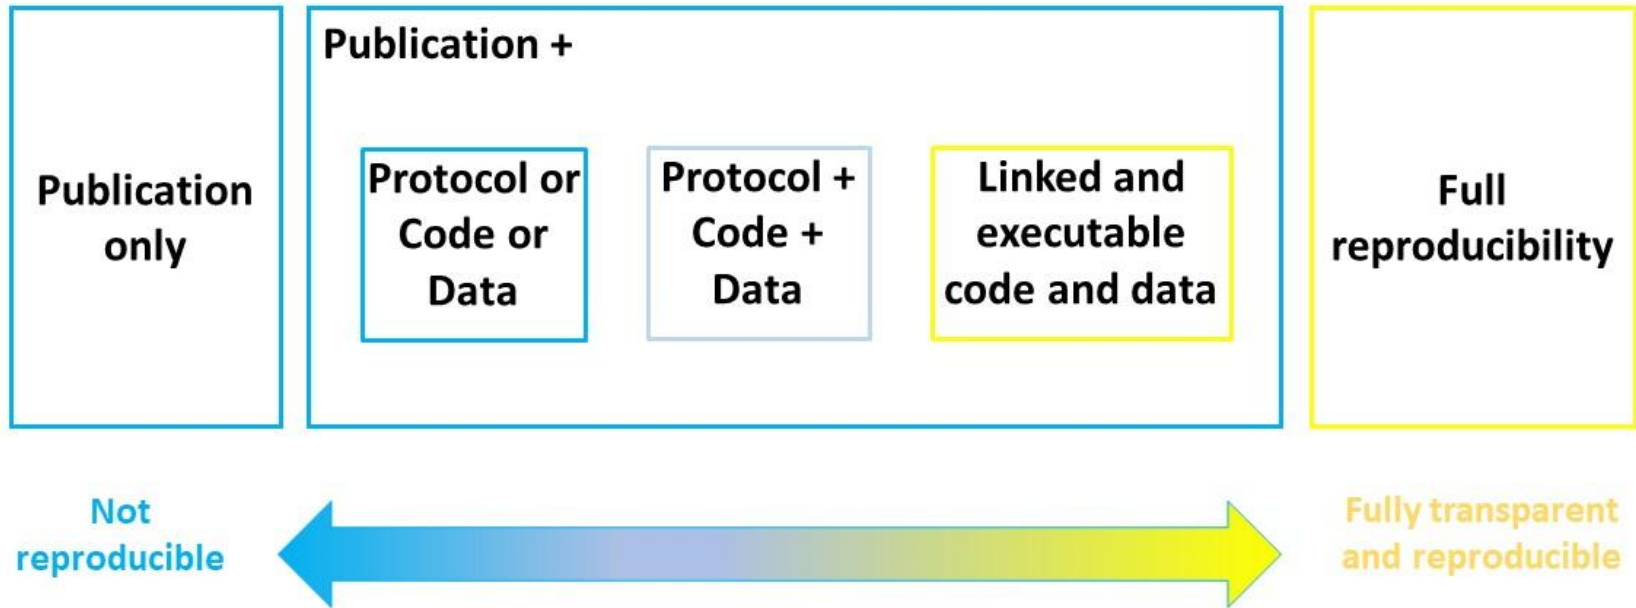 Publication
only
Publication +
Protocol or
Code or
Data
Protocol +
Code +
Data
Linked and
executable
code and data
Full
reproducibility
Not
reproducible
Fully transparent
and reproducible